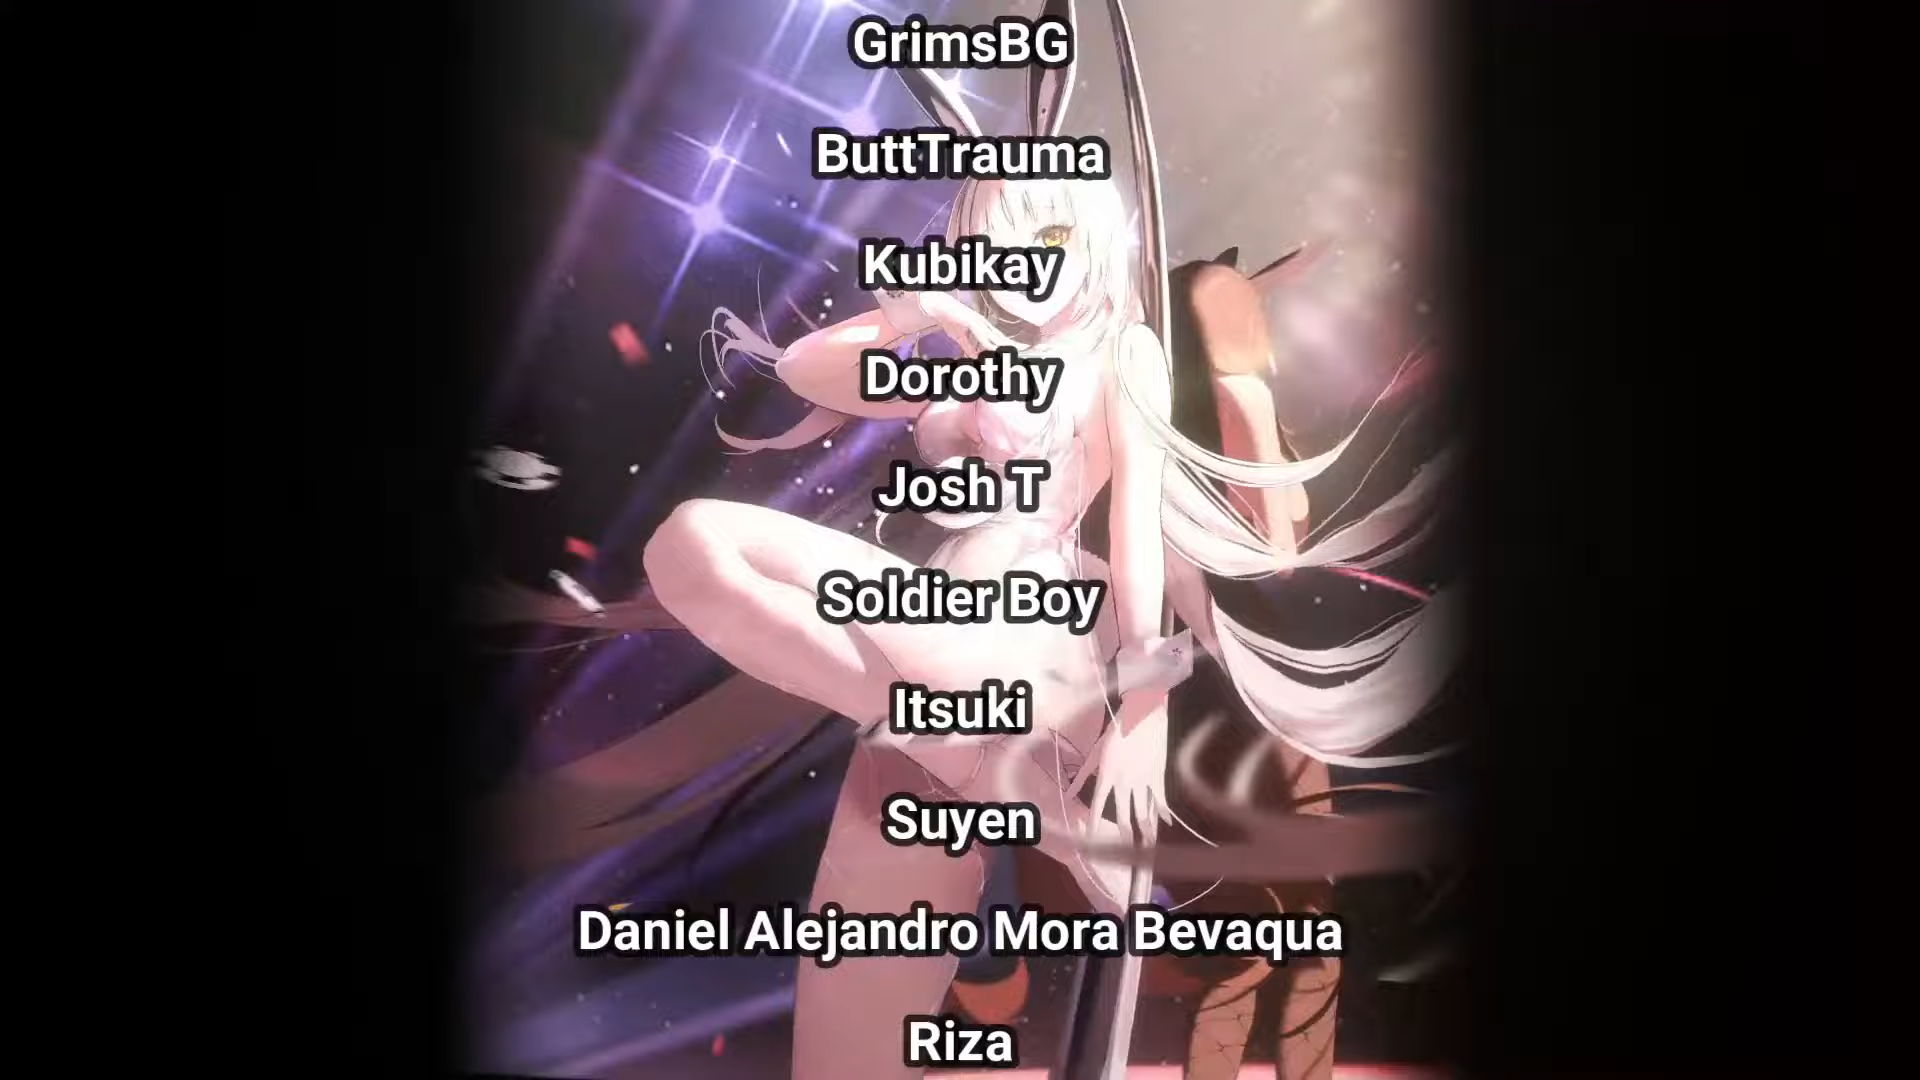 GrimsBG
ButtTrauma
Kubikay
Dorothy
Josh T
Soldier Boy
Itsuki
Suyen
Daniel Alejandro Mora Bevaqua
Riza